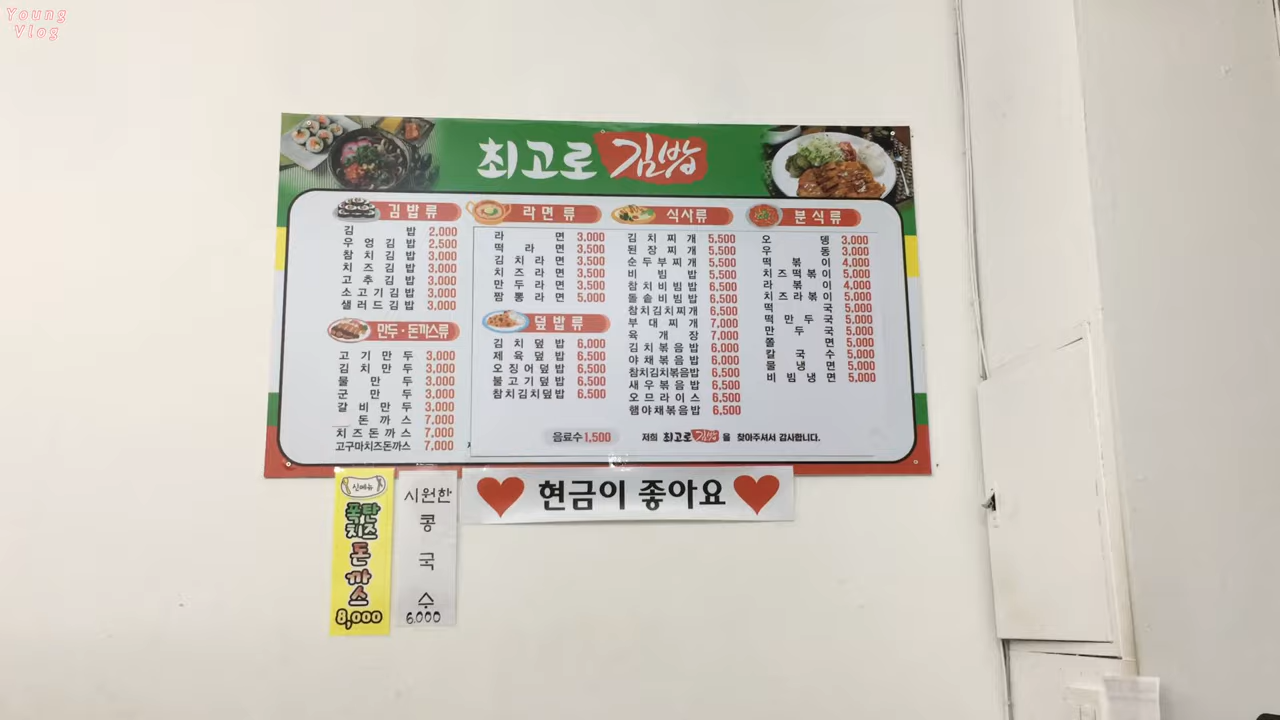 Young
Vlog
최고로 김밥
김밥류
김밥 2,000
우엉김밥 2,500
참치김밥 3,000
치즈김밥 3,000
고추김밥 3,000
소고기김밥 3,000
샐러드김밥 3,000
만두·돈까스류
고기만두 3,000
김치만두 3,000
물만두 3,000
군만두 3,000
갈비만두 3,000
돈까스 7,000
치즈돈까스 7,000
고구마치즈돈까스 7,000
라면류
라면 3,000
떡라면 3,500
김치라면 3,500
치즈라면 3,500
만두라면 3,500
짬뽕라면 5,000
덮밥류
김치덮밥 6,000
제육덮밥 6,500
오징어덮밥 6,500
불고기덮밥 6,500
참치김치덮밥 6,500
식사류
김치찌개 5,500
된장찌개 5,500
순두부찌개 5,500
비빔밥 5,500
참치비빔밥 6,500
돌솥비빔밥 6,500
참치김치찌개 6,500
부대찌개 7,000
육개장 7,000
김치볶음밥 6,000
야채볶음밥 6,000
참치김치볶음밥 6,500
새우볶음밥 6,500
오므라이스 6,500
햄야채볶음밥 6,500
분식류
오뎅 3,000
우동 3,000
떡볶이 4,000
치즈떡볶이 5,000
라볶이 4,000
치즈라볶이 5,000
떡국 5,000
떡만두국 5,000
만두국 5,000
쫄면 5,000
칼국수 5,000
물냉면 5,000
비빔냉면 5,000
음료수 1,500
저희 최고로김밥을 찾아주셔서 감사합니다.
신메뉴
폭탄
치즈
돈
까
스
8,000
시원한
콩
국
수
6,000
♥ 현금이 좋아요 ♥